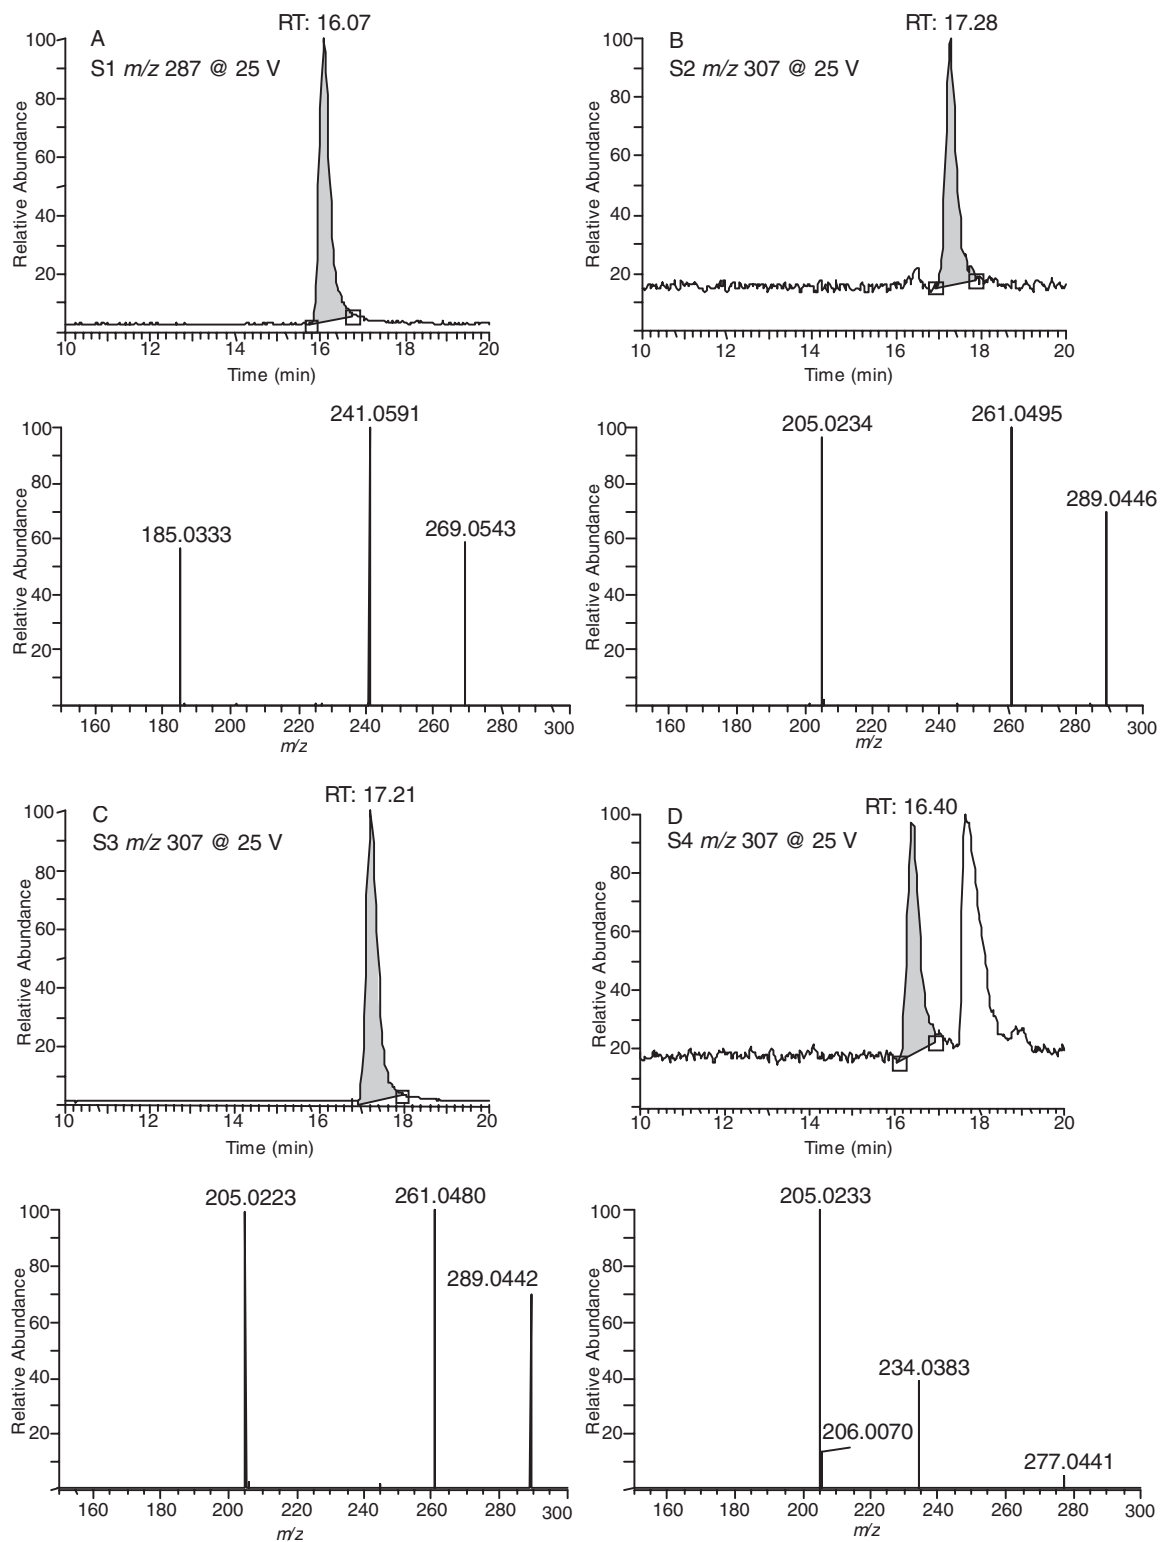 RT: 16.07
A
S1 m/z 287 @ 25 V
100
80
60
40
20
Relative Abundance
10 12 14 16 18 20
Time (min)
RT: 17.28
B
S2 m/z 307 @ 25 V
100
80
60
40
20
Relative Abundance
10 12 14 16 18 20
Time (min)
241.0591
185.0333
269.0543
100
80
60
40
20
Relative Abundance
160 180 200 220 240 260 280 300
m/z
261.0495
205.0234
289.0446
100
80
60
40
20
Relative Abundance
160 180 200 220 240 260 280 300
m/z
RT: 17.21
C
S3 m/z 307 @ 25 V
100
80
60
40
20
Relative Abundance
10 12 14 16 18 20
Time (min)
RT: 16.40
D
S4 m/z 307 @ 25 V
100
80
60
40
20
Relative Abundance
10 12 14 16 18 20
Time (min)
205.0223
261.0480
289.0442
100
80
60
40
20
Relative Abundance
160 180 200 220 240 260 280 300
m/z
205.0233
234.0383
206.0070
277.0441
100
80
60
40
20
Relative Abundance
160 180 200 220 240 260 280 300
m/z